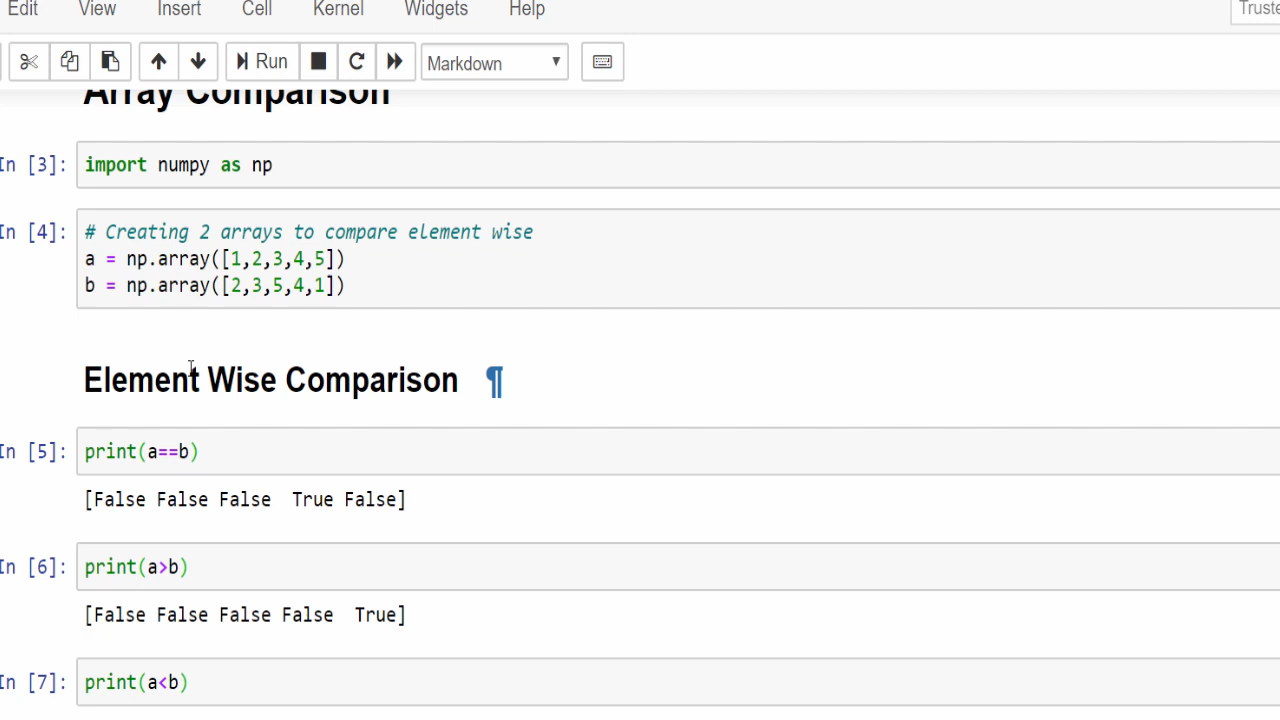 Edit View Insert Cell Kernel Widgets Help
Run Markdown
Array Comparison
In [3]: import numpy as np
In [4]: # Creating 2 arrays to compare element wise
a = np.array([1,2,3,4,5])
b = np.array([2,3,5,4,1])
Element Wise Comparison ¶
In [5]: print(a==b)
[False False False  True False]
In [6]: print(a>b)
[False False False False  True]
In [7]: print(a<b)